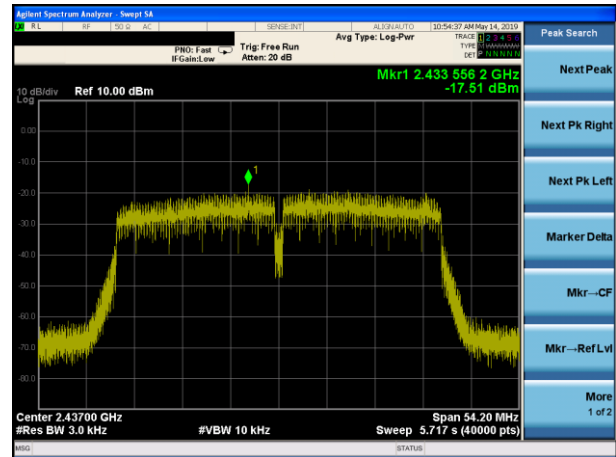 Agilent Spectrum Analyzer - Swept SA
RL RF 50 Ω AC SENSE:INT ALIGNAUTO 10:54:37 AM May 14, 2019
Avg Type: Log-Pwr
TRACE 1 2 3 4 5 6
PNO: Fast Trig: Free Run
TYPE M
IFGain:Low Atten: 20 dB
DET P N N N N N
Peak Search
Mkr1 2.433 556 2 GHz
-17.51 dBm
10 dB/div Ref 10.00 dBm
Log
Next Peak
0.00
Next Pk Right
-10.0
1
-20.0
Next Pk Left
-30.0
Marker Delta
-40.0
-50.0
Mkr→CF
-60.0
Mkr→Ref Lvl
-70.0
-80.0
More
1 of 2
Center 2.43700 GHz Span 54.20 MHz
#Res BW 3.0 kHz #VBW 10 kHz Sweep 5.717 s (40000 pts)
MSG STATUS